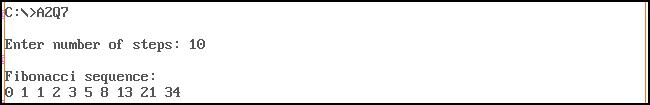 C:\>A2Q7
Enter number of steps: 10
Fibonacci sequence:
0 1 1 2 3 5 8 13 21 34